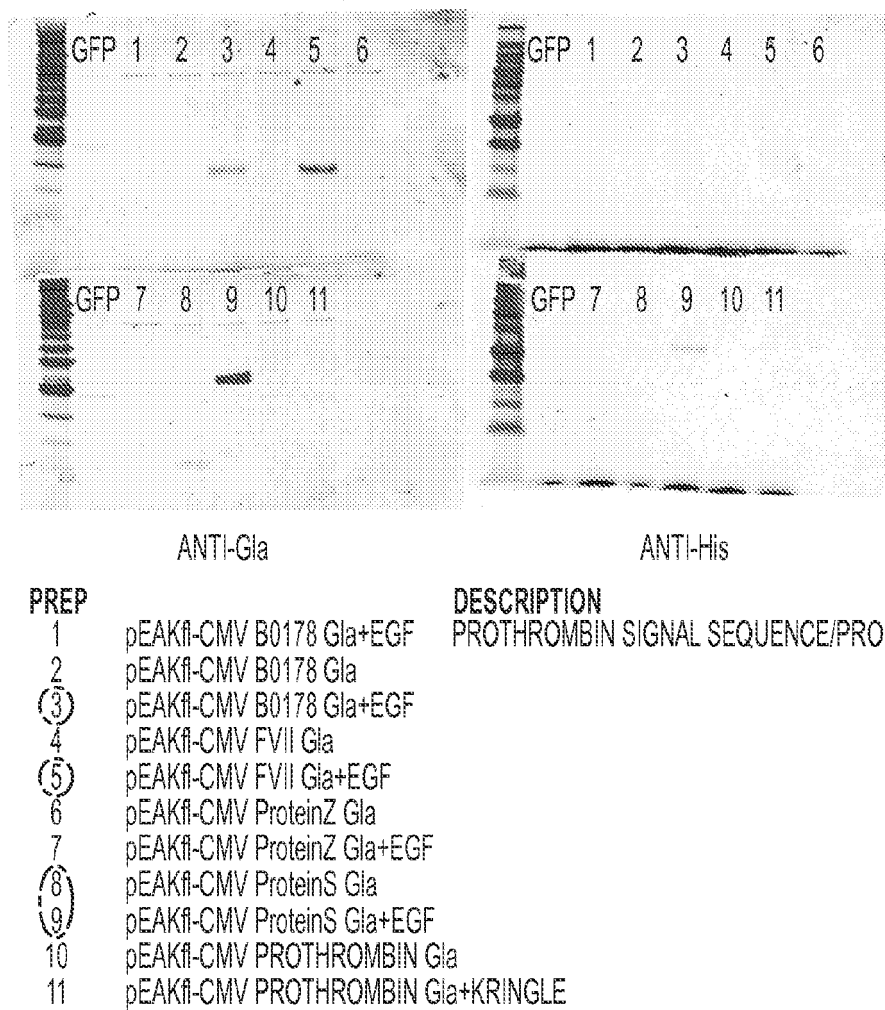 GFP 1 2 3 4 5 6
GFP 1 2 3 4 5 6
GFP 7 8 9 10 11
GFP 7 8 9 10 11
ANTI-Gla
ANTI-His
PREP DESCRIPTION
1 pEAKfl-CMV B0178 Gla+EGF PROTHROMBIN SIGNAL SEQUENCE/PRO
2 pEAKfl-CMV B0178 Gla
3 pEAKfl-CMV B0178 Gla+EGF
4 pEAKfl-CMV FVII Gla
5 pEAKfl-CMV FVII Gla+EGF
6 pEAKfl-CMV ProteinZ Gla
7 pEAKfl-CMV ProteinZ Gla+EGF
8 pEAKfl-CMV ProteinS Gla
9 pEAKfl-CMV ProteinS Gla+EGF
10 pEAKfl-CMV PROTHROMBIN Gla
11 pEAKfl-CMV PROTHROMBIN Gla+KRINGLE